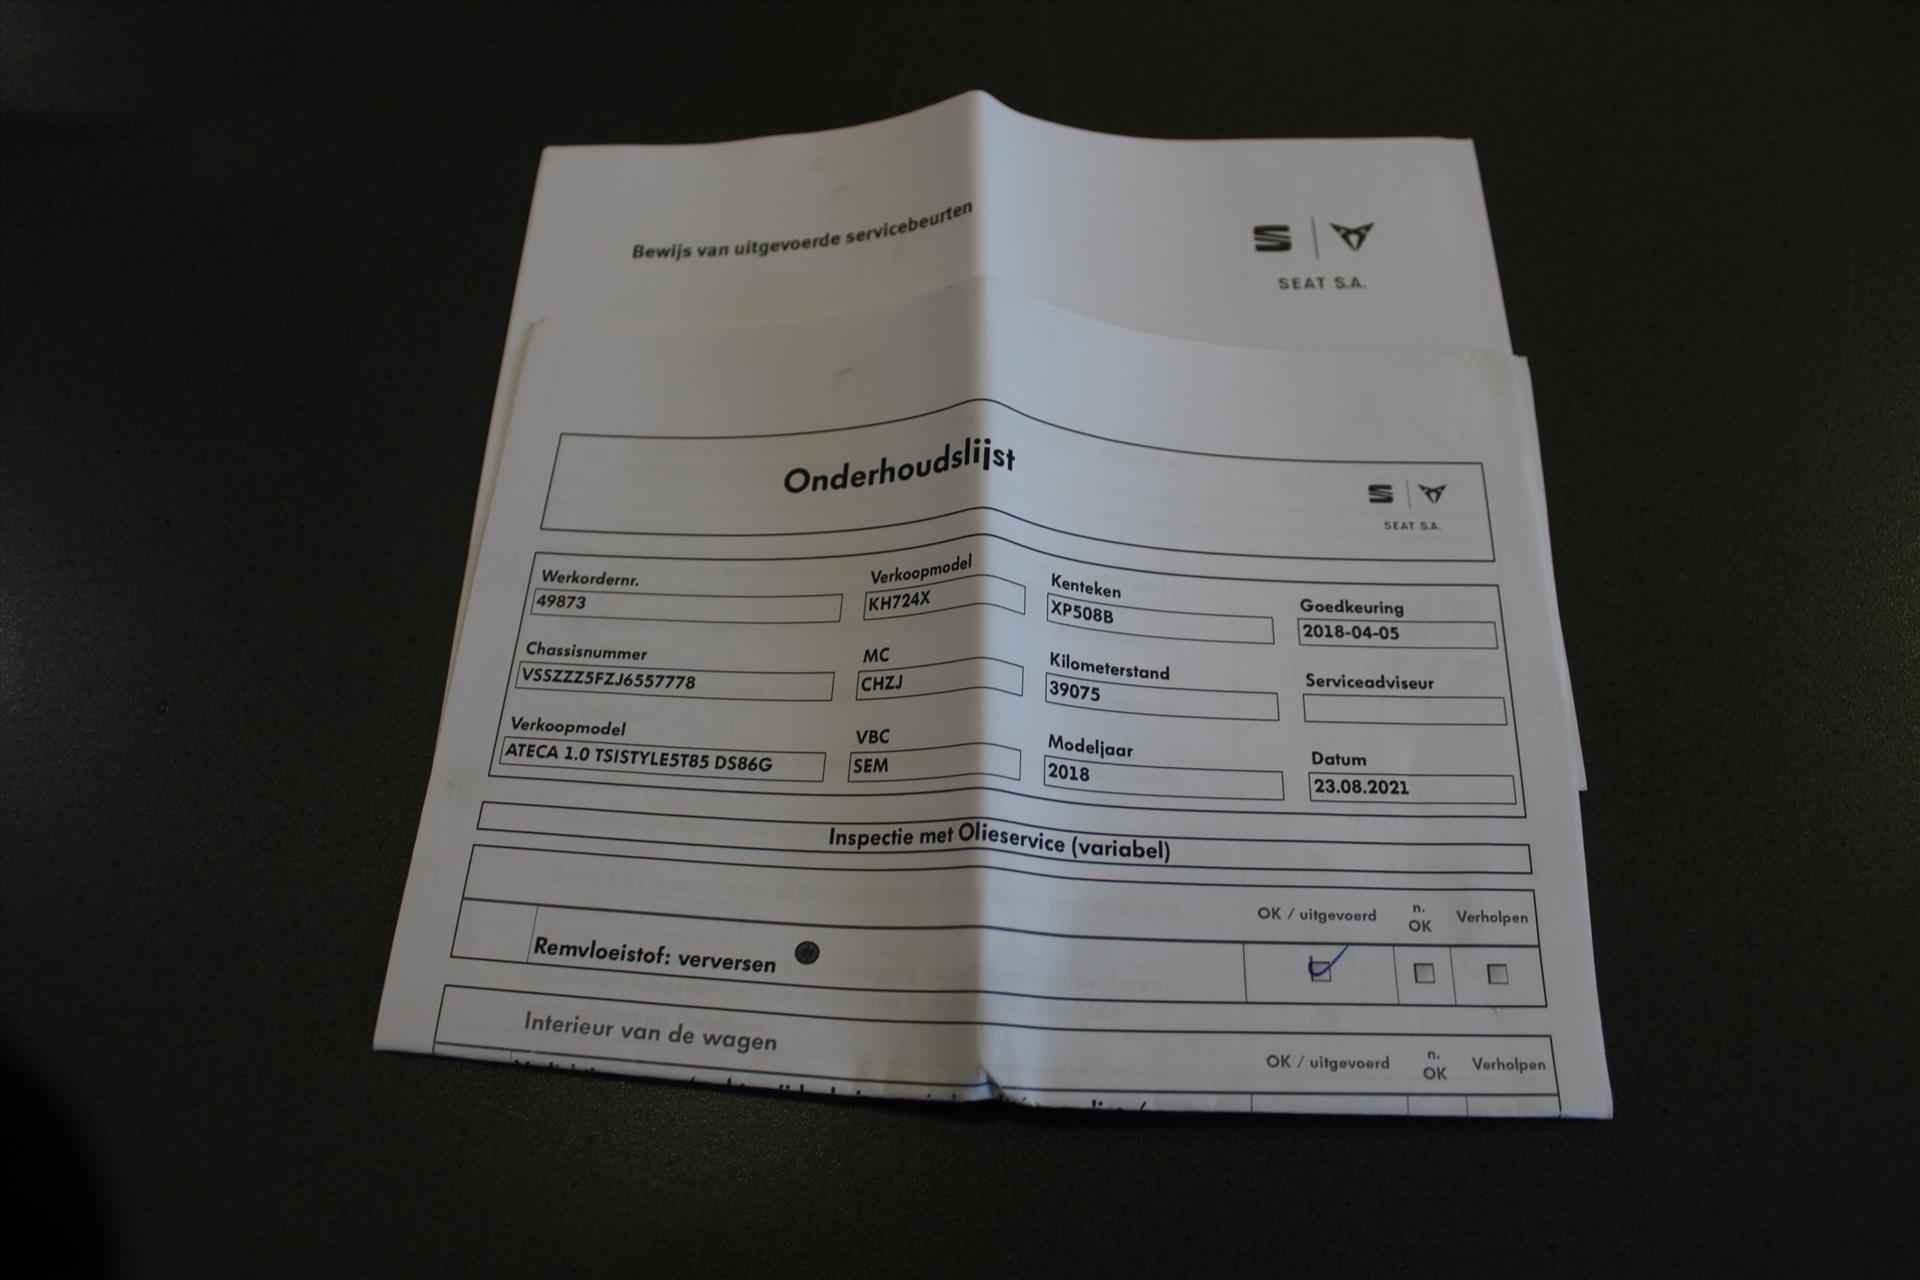 Bewijs van uitgevoerde servicebeurten
SEAT S.A.
Onderhoudslijst
SEAT S.A.
Werkordernr. Verkoopmodel Kenteken Goedkeuring
49873 KH724X XP508B 2018-04-05
Chassisnummer MC Kilometerstand Serviceadviseur
VSSZZZ5FZJ6557778 CHZJ 39075
Verkoopmodel VBC Modeljaar Datum
ATECA 1.0 TSISTYLE5T85 DS86G SEM 2018 23.08.2021
Inspectie met Olieservice (variabel)
OK / uitgevoerd n. OK Verholpen
Remvloeistof: verversen
Interieur van de wagen OK / uitgevoerd n. OK Verholpen